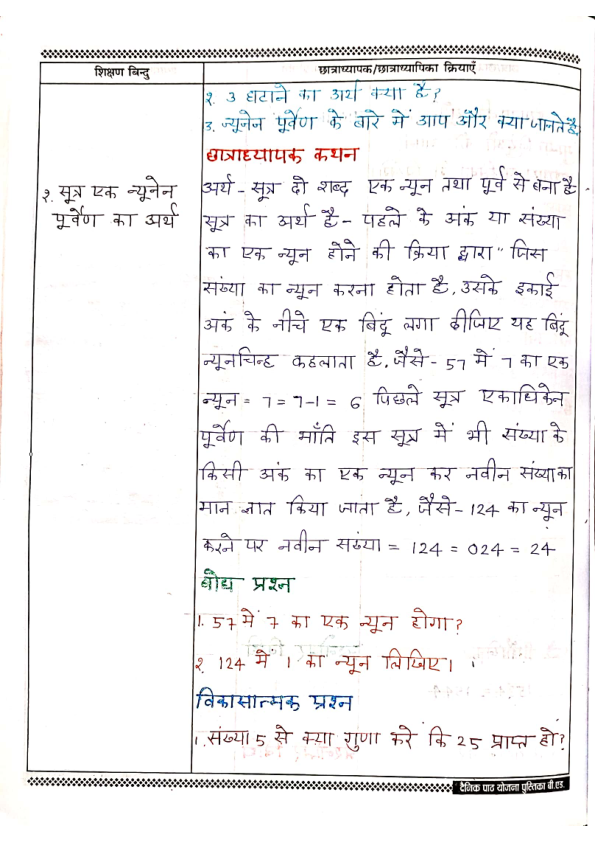 शिक्षण बिन्दु
छात्राध्यापक/छात्राध्यापिका क्रियाएँ
२. 3 घटाने का अर्थ क्या है?
3. न्यूनेन पूर्वेण के बारे में आप और क्या जानते है
छात्राध्यापक कथन
२. सूत्र एक न्यूनेन
पूर्वेण का अर्थ
अर्थ - सूत्र दो शब्द एक न्यून तथा पूर्व से बना है
सूत्र का अर्थ है - पहले के अंक या संख्या
का एक न्यून होने की क्रिया द्वारा " जिस
संख्या का न्यून करना होता है, उसके इकाई
अंक के नीचे एक बिंदू लगा दीजिए यह बिंदू
न्यूनचिन्ह कहलाता है, जैसे - 57 में 7 का एक
न्यून = 7 = 7-1 = 6 पिछले सूत्र एकाधिकेन
पूर्वेण की भाँति इस सूत्र में भी संख्या के
किसी अंक का एक न्यून कर नवीन संख्या का
मान ज्ञात किया जाता है, जैसे - 124 का न्यून
करने पर नवीन संख्या = 124 = 024 = 24
बोध प्रश्न
1. 57 में 7 का एक न्यून होगा?
२. 124 में 1 का न्यून लिखिए।
विकासात्मक प्रश्न
1. संख्या 5 से क्या गुणा करें कि 25 प्राप्त हो?
दैनिक पाठ योजना पुस्तिका बी.एड.